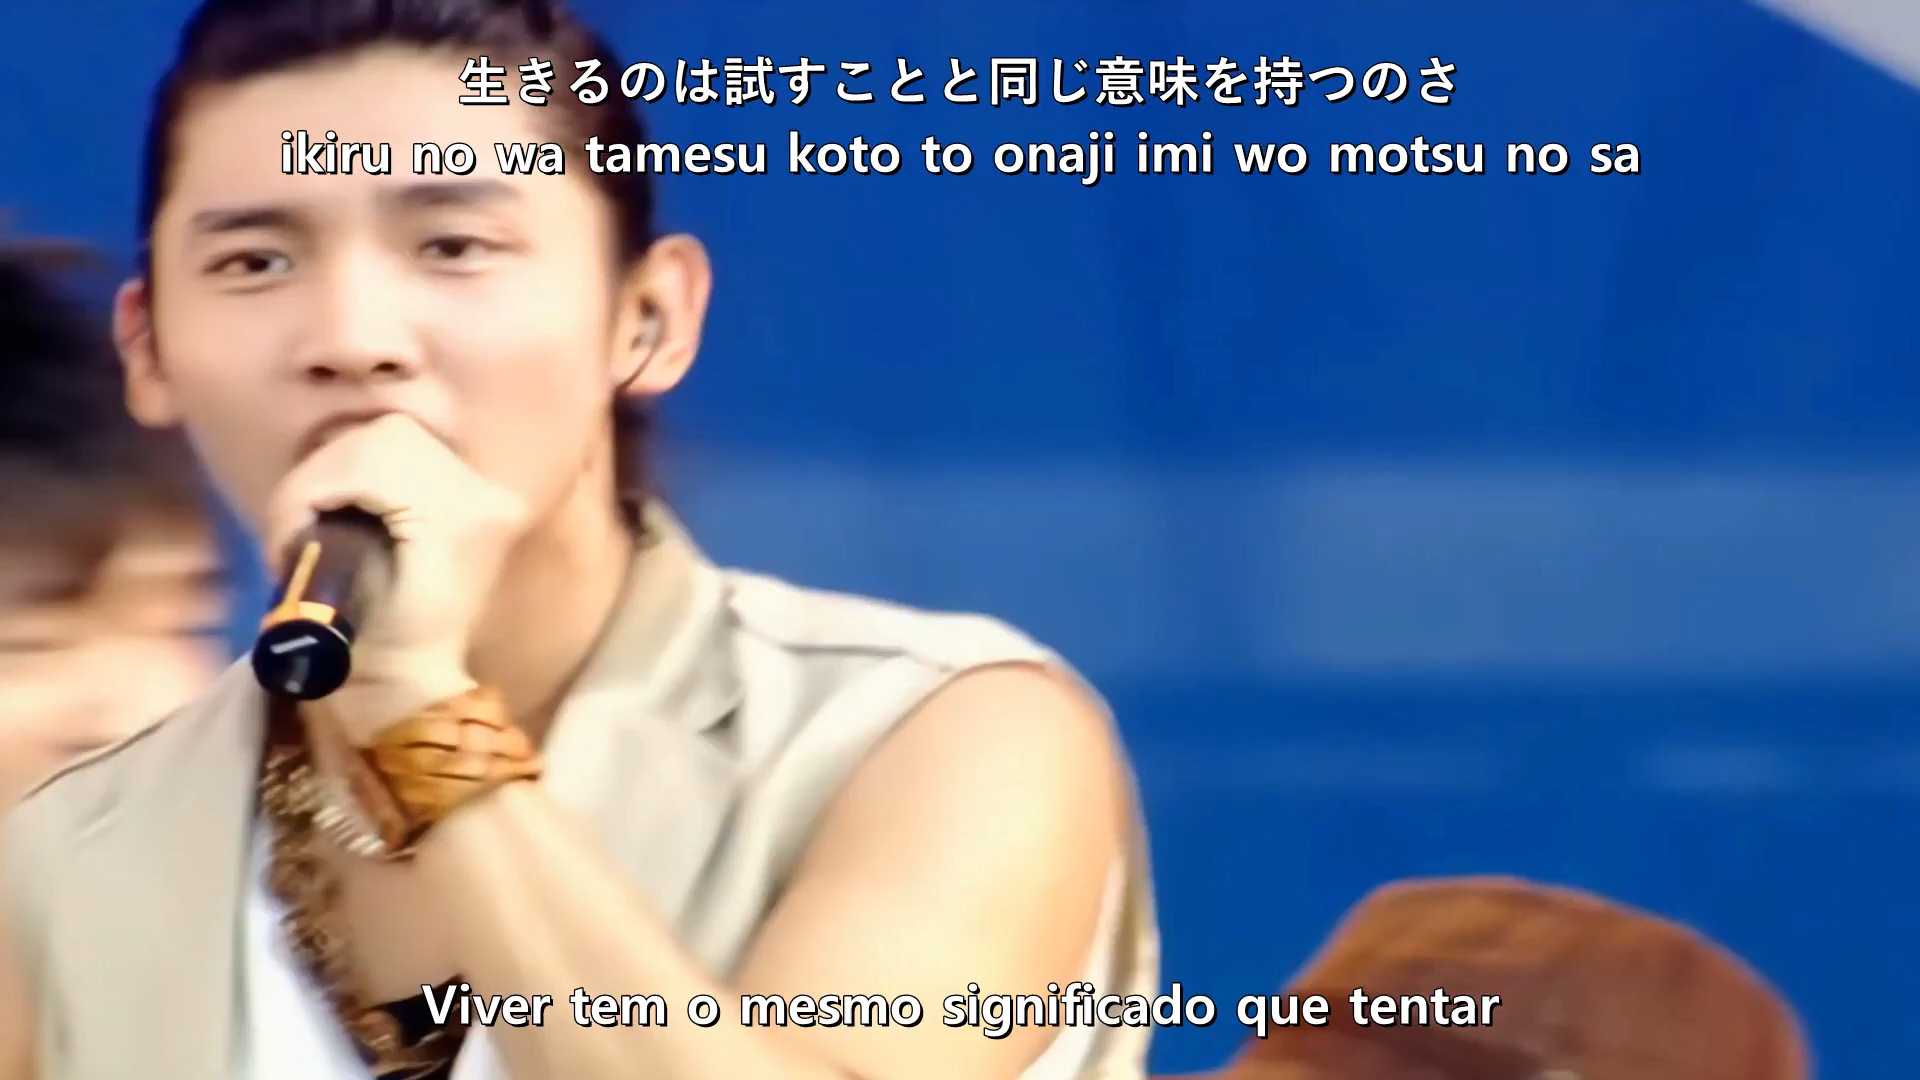 生きるのは試すことと同じ意味を持つのさ
ikiru no wa tamesu koto to onaji imi wo motsu no sa
Viver tem o mesmo significado que tentar